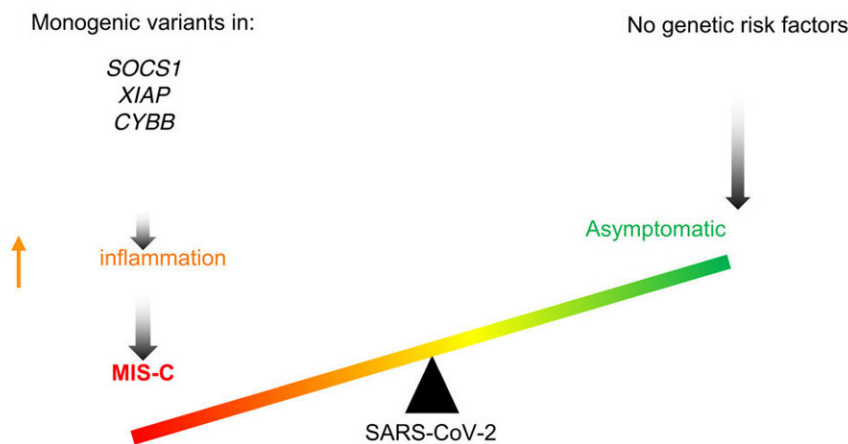 Monogenic variants in:
SOCS1
XIAP
CYBB
inflammation
MIS-C
No genetic risk factors
Asymptomatic
SARS-CoV-2